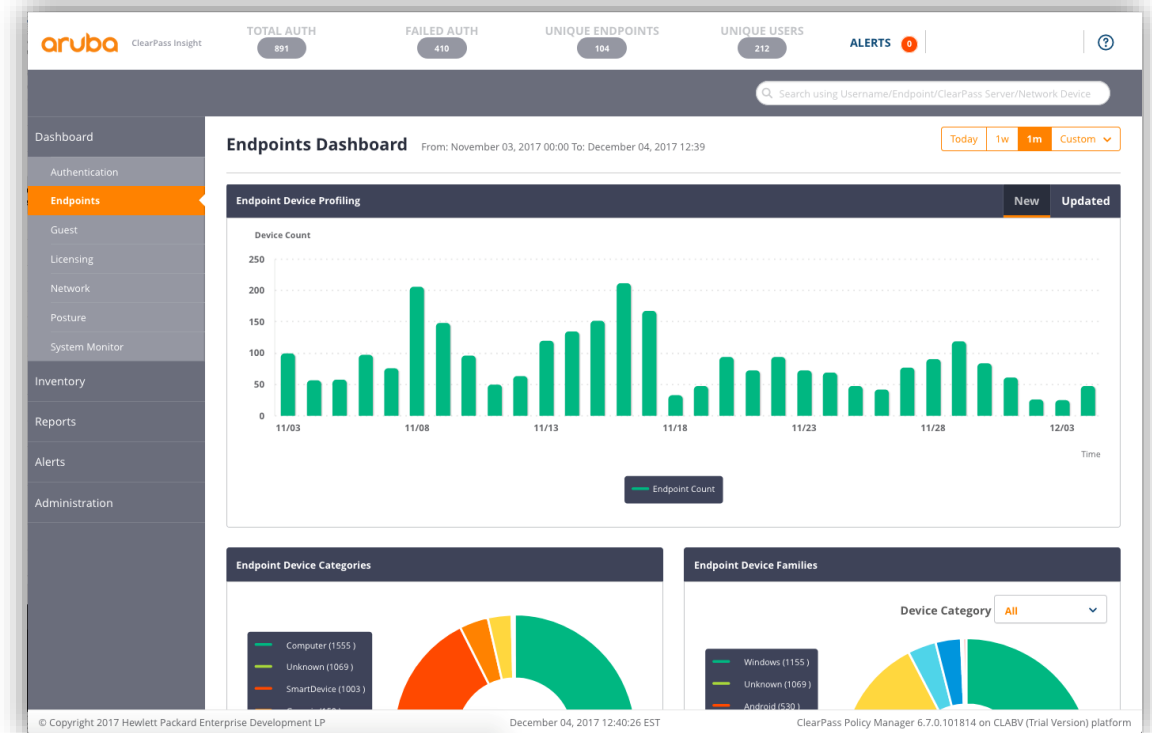 aruba ClearPass Insight
TOTAL AUTH
891
FAILED AUTH
410
UNIQUE ENDPOINTS
104
UNIQUE USERS
212
ALERTS 0
?
Search using Username/Endpoint/ClearPass Server/Network Device
Dashboard
Authentication
Endpoints
Guest
Licensing
Network
Posture
System Monitor
Inventory
Reports
Alerts
Administration
Endpoints Dashboard From: November 03, 2017 00:00 To: December 04, 2017 12:39
Today 1w 1m Custom
Endpoint Device Profiling
New Updated
Device Count
250
200
150
100
50
0
11/03 11/08 11/13 11/18 11/23 11/28 12/03
Time
Endpoint Count
Endpoint Device Categories
Computer (1555 )
Unknown (1069 )
SmartDevice (1003 )
Endpoint Device Families
Device Category All
Windows (1155 )
Unknown (1069 )
Android (530 )
© Copyright 2017 Hewlett Packard Enterprise Development LP December 04, 2017 12:40:26 EST ClearPass Policy Manager 6.7.0.101814 on CLABV (Trial Version) platform